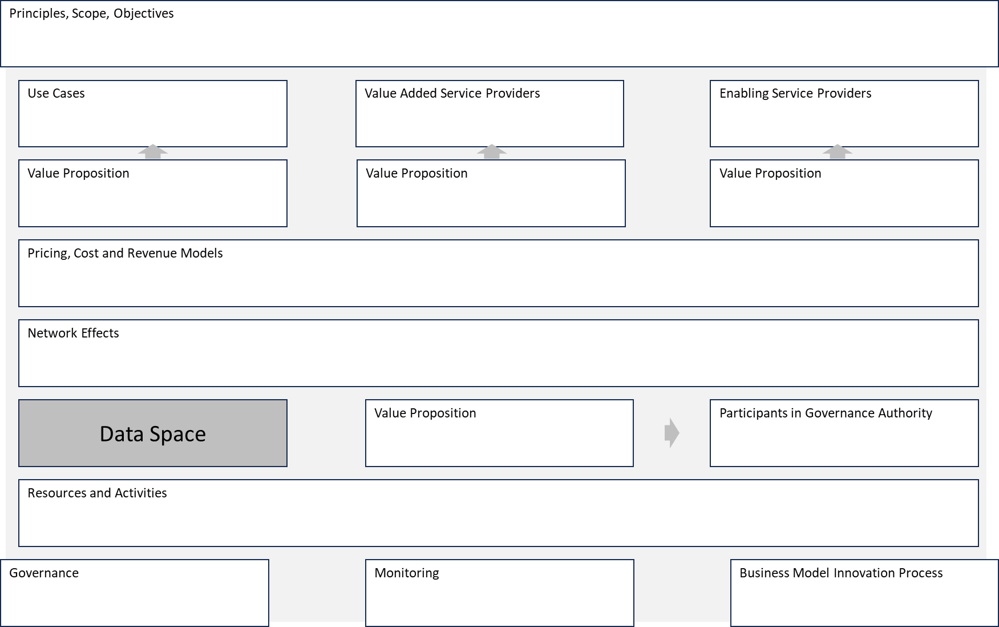 Principles, Scope, Objectives
Use Cases
Value Added Service Providers
Enabling Service Providers
Value Proposition
Value Proposition
Value Proposition
Pricing, Cost and Revenue Models
Network Effects
Data Space
Value Proposition
Participants in Governance Authority
Resources and Activities
Governance
Monitoring
Business Model Innovation Process